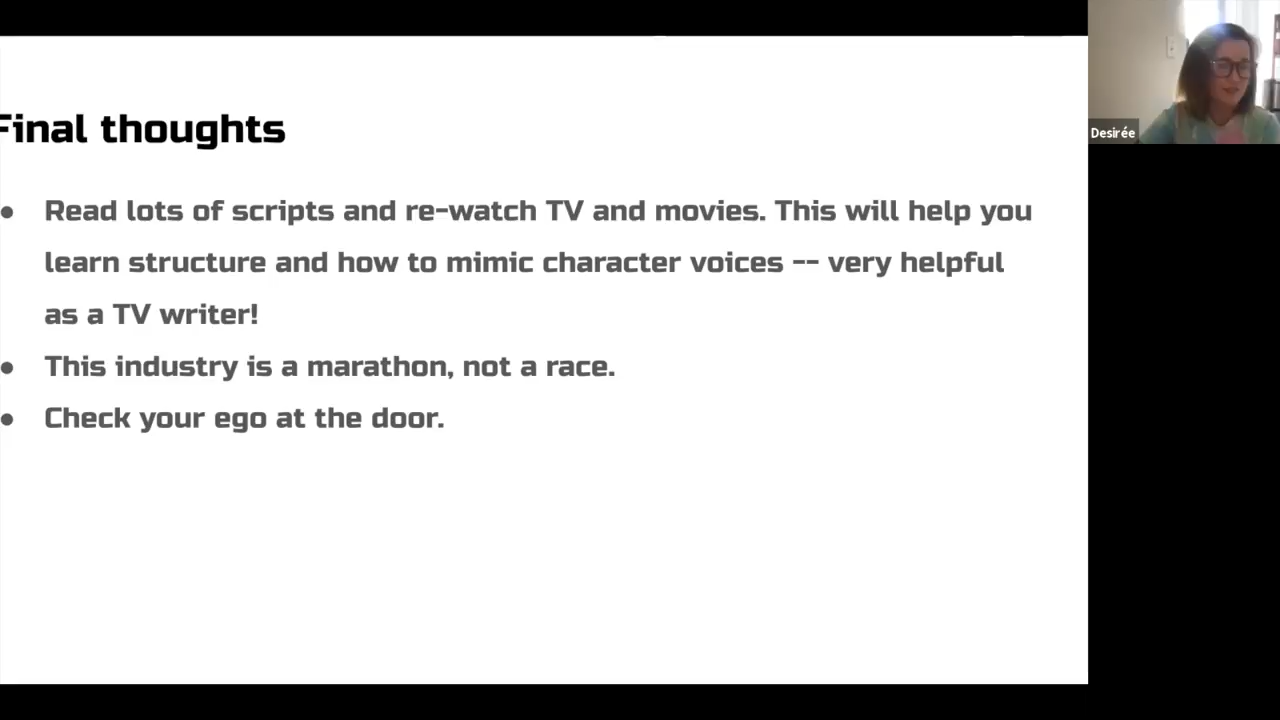 Final thoughts
● Read lots of scripts and re-watch TV and movies. This will help you
learn structure and how to mimic character voices -- very helpful
as a TV writer!
● This industry is a marathon, not a race.
● Check your ego at the door.
Desirée